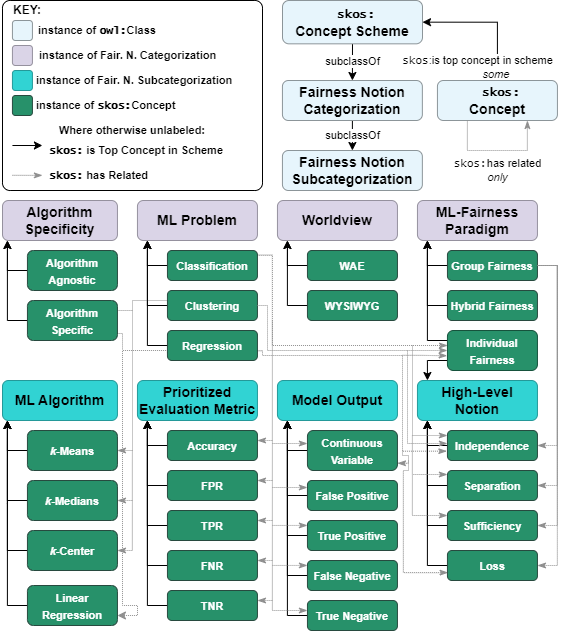 KEY:
instance of owl:Class
instance of Fair. N. Categorization
instance of Fair. N. Subcategorization
instance of skos:Concept
Where otherwise unlabeled:
skos: is Top Concept in Scheme
skos: has Related
skos:
Concept Scheme
subclassOf
Fairness Notion
Categorization
subclassOf
Fairness Notion
Subcategorization
skos:is top concept in scheme
some
skos:
Concept
skos:has related
only
Algorithm
Specificity
Algorithm
Agnostic
Algorithm
Specific
ML Problem
Classification
Clustering
Regression
Worldview
WAE
WYSIWYG
ML-Fairness
Paradigm
Group Fairness
Hybrid Fairness
Individual
Fairness
ML Algorithm
k-Means
k-Medians
k-Center
Linear
Regression
Prioritized
Evaluation Metric
Accuracy
FPR
TPR
FNR
TNR
Model Output
Continuous
Variable
False Positive
True Positive
False Negative
True Negative
High-Level
Notion
Independence
Separation
Sufficiency
Loss